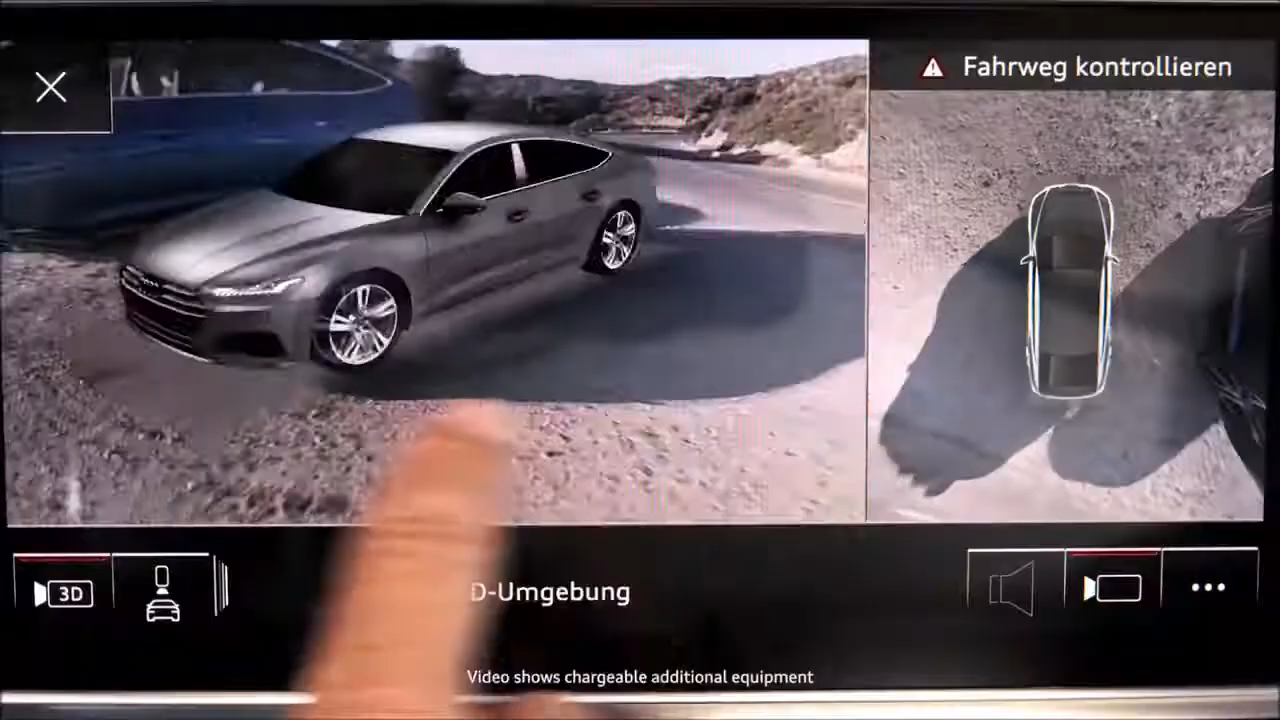 Fahrweg kontrollieren
3D
D-Umgebung
Video shows chargeable additional equipment